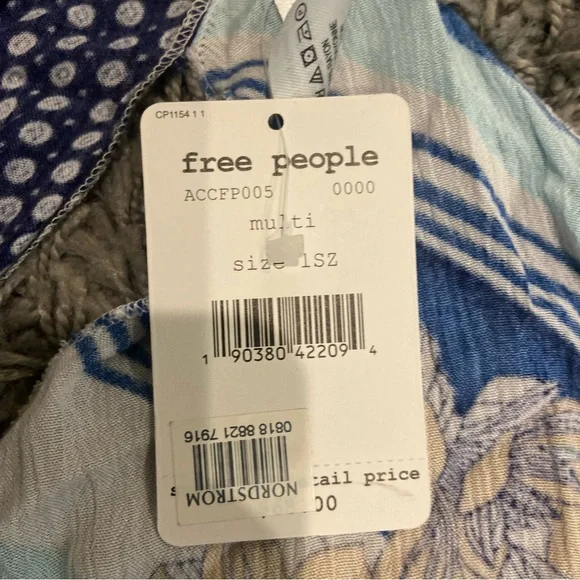 CP1154 1 1
free people
ACCFP005 0000
multi
size 1SZ
1 90380 42209 4
0818 8821 7916
NORDSTROM
tail price
00